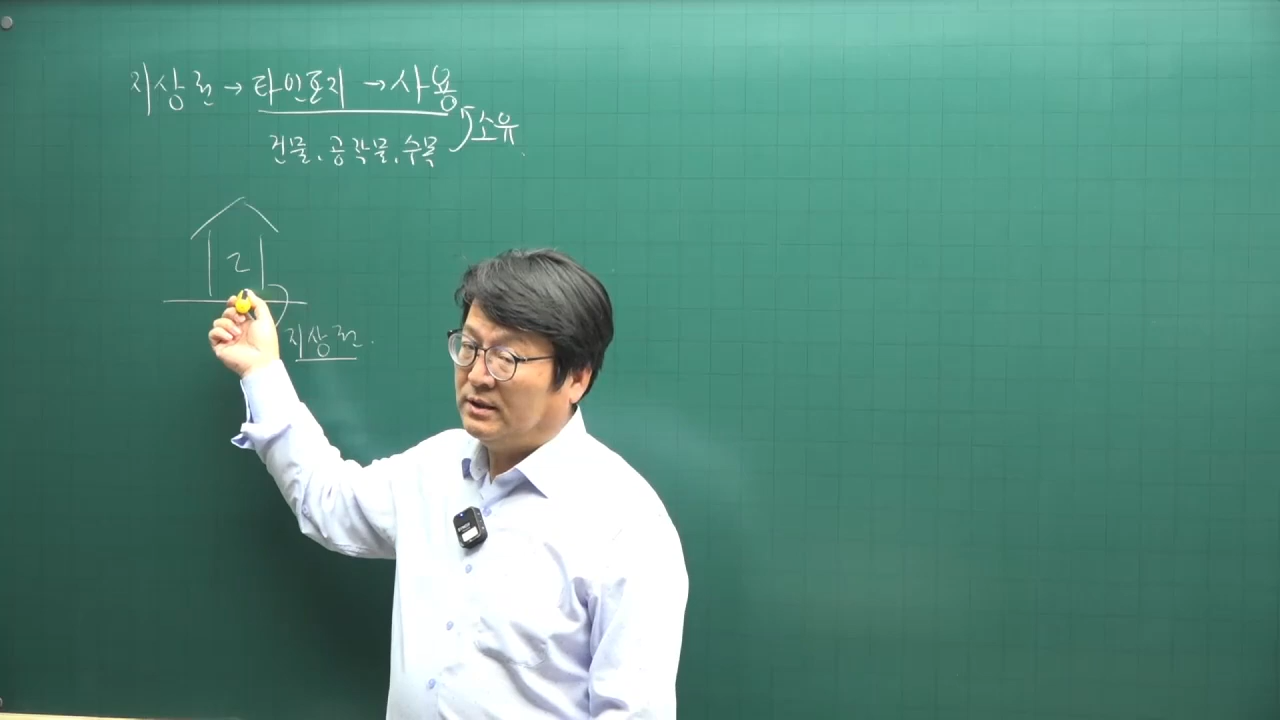 지상권 → 타인토지 → 사용
건물, 공작물, 수목 소유
乙
지상권.